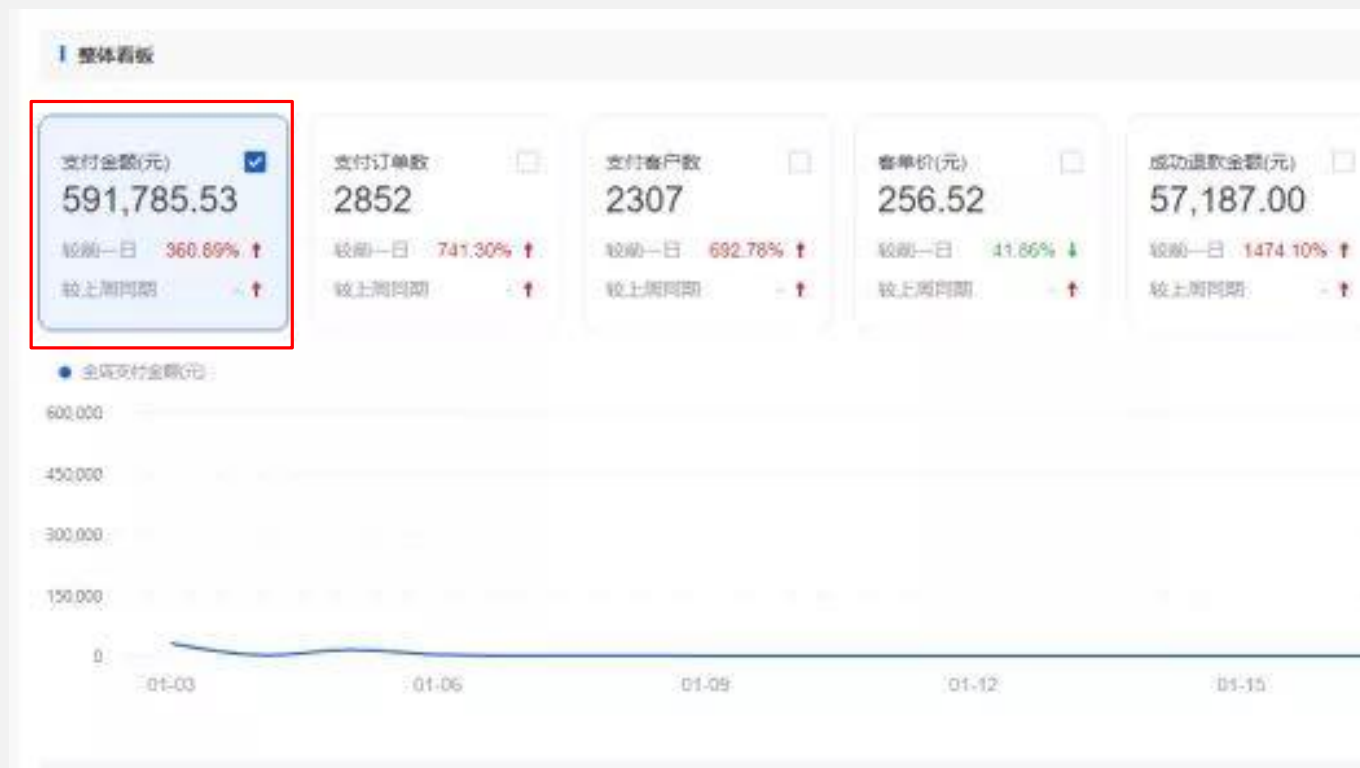 整体看板
支付金额(元)
591,785.53
较前一日 360.89% ↑
较上周同期 - ↑
支付订单数
2852
较前一日 741.30% ↑
较上周同期 - ↑
支付客户数
2307
较前一日 692.78% ↑
较上周同期 - ↑
客单价(元)
256.52
较前一日 41.86% ↓
较上周同期 - ↑
成功退款金额(元)
57,187.00
较前一日 1474.10% ↑
较上周同期 - ↑
全店支付金额(元)
600,000
450,000
300,000
150,000
0
01-03 01-06 01-09 01-12 01-15